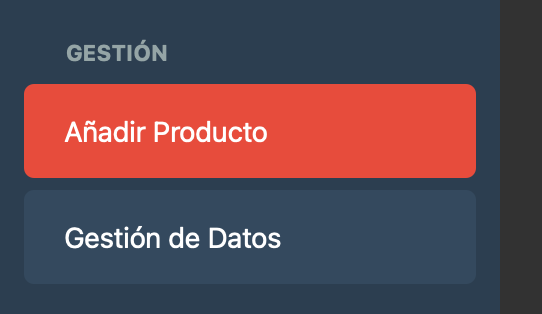 GESTIÓN
Añadir Producto
Gestión de Datos